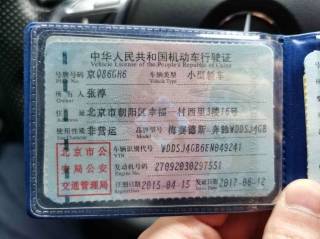 中华人民共和国机动车行驶证
Vehicle License of the People's Republic of China
号牌号码 京Q86GH6 车辆类型 小型轿车
Plate No. Vehicle Type
所有人 张淳
Owner
住址 北京市朝阳区幸福一村西里3楼16号
Address
使用性质 非营运 品牌型号 梅赛德斯-奔驰WDDSJ4GB
北京市公安局公安交通管理局
车辆识别代号 WDDSJ4GB6EN049241
VIN
发动机号码 27092030297551
Engine No.
注册日期 2015-04-15 发证日期 2017-06-12